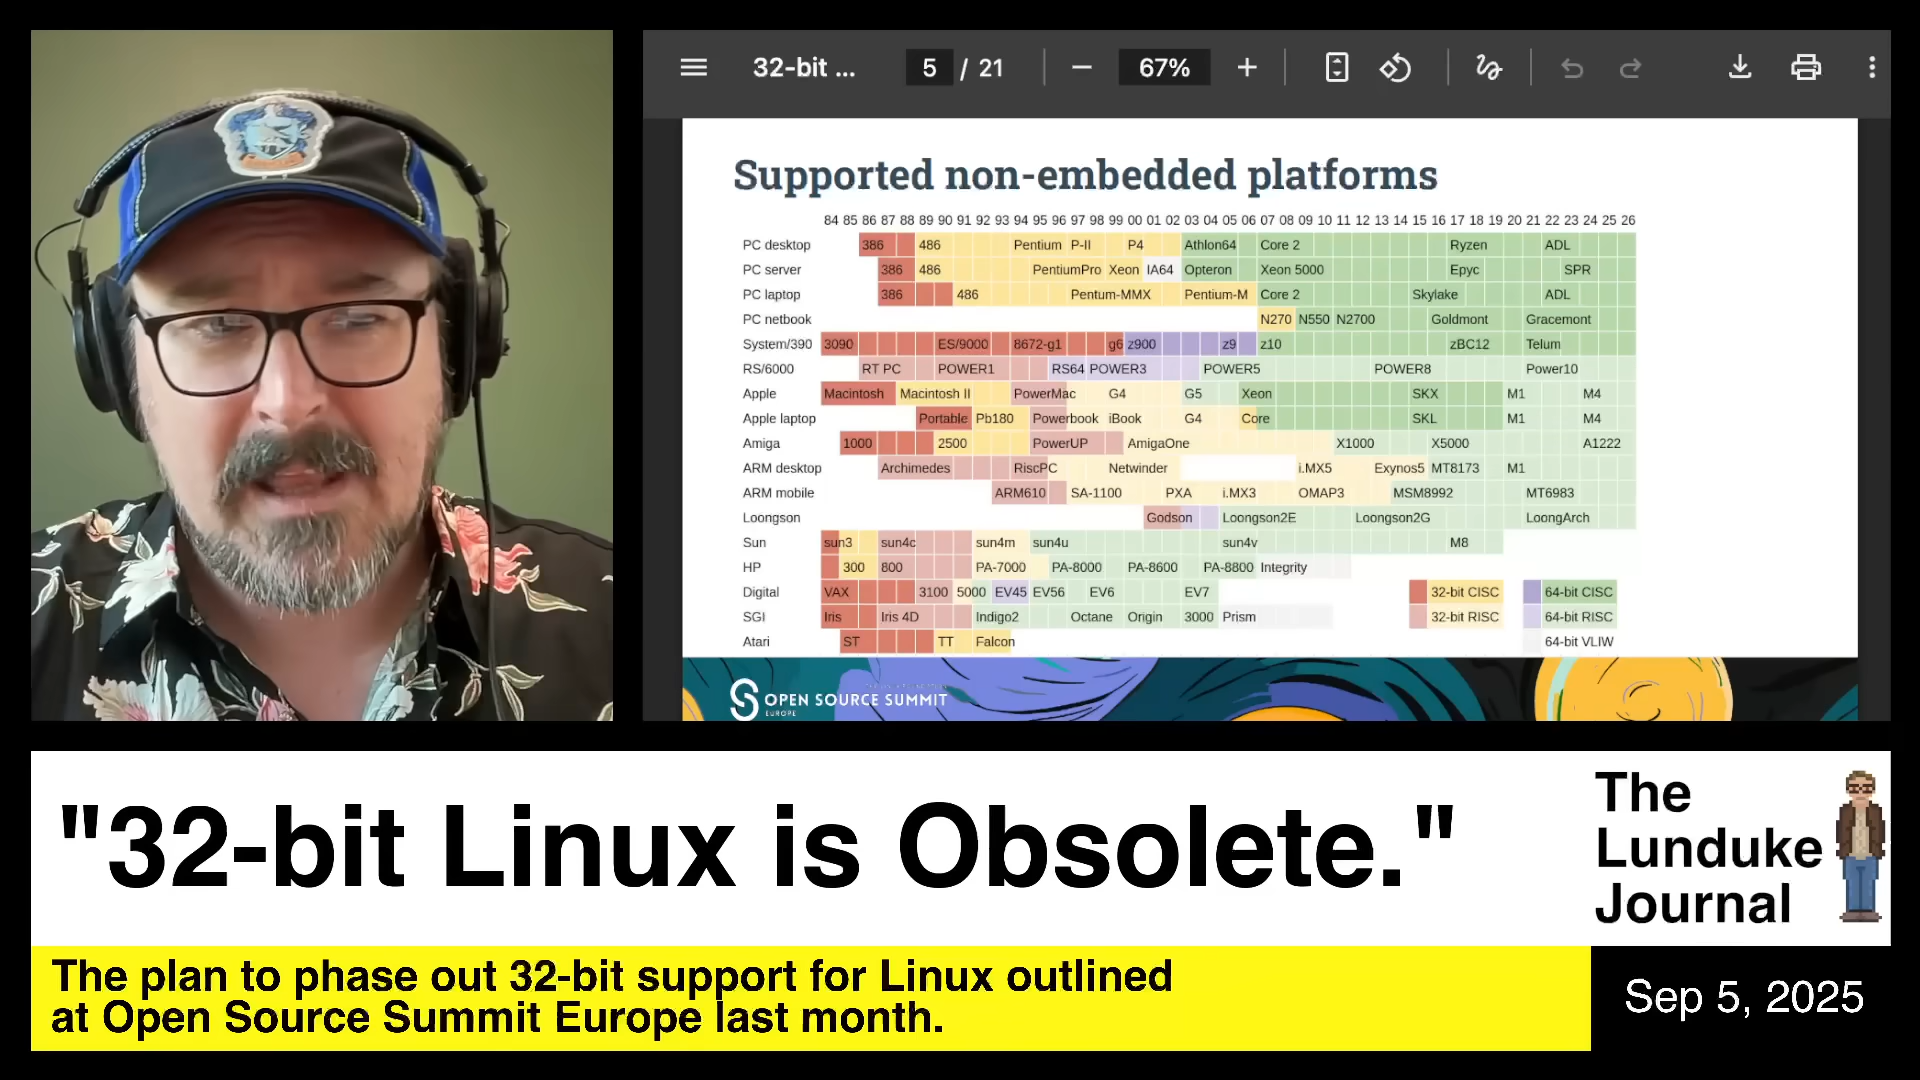 32-bit ...
5 / 21
67%
Supported non-embedded platforms
84 85 86 87 88 89 90 91 92 93 94 95 96 97 98 99 00 01 02 03 04 05 06 07 08 09 10 11 12 13 14 15 16 17 18 19 20 21 22 23 24 25 26
PC desktop 386 486 Pentium P-II P4 Athlon64 Core 2 Ryzen ADL
PC server 386 486 PentiumPro Xeon IA64 Opteron Xeon 5000 Epyc SPR
PC laptop 386 486 Pentum-MMX Pentium-M Core 2 Skylake ADL
PC netbook N270 N550 N2700 Goldmont Gracemont
System/390 3090 ES/9000 8672-g1 g6 z900 z9 z10 zBC12 Telum
RS/6000 RT PC POWER1 RS64 POWER3 POWER5 POWER8 Power10
Apple Macintosh Macintosh II PowerMac G4 G5 Xeon SKX M1 M4
Apple laptop Portable Pb180 Powerbook iBook G4 Core SKL M1 M4
Amiga 1000 2500 PowerUP AmigaOne X1000 X5000 A1222
ARM desktop Archimedes RiscPC Netwinder i.MX5 Exynos5 MT8173 M1
ARM mobile ARM610 SA-1100 PXA i.MX3 OMAP3 MSM8992 MT6983
Loongson Godson Loongson2E Loongson2G LoongArch
Sun sun3 sun4c sun4m sun4u sun4v M8
HP 300 800 PA-7000 PA-8000 PA-8600 PA-8800 Integrity
Digital VAX 3100 5000 EV45 EV56 EV6 EV7 32-bit CISC 64-bit CISC
SGI Iris Iris 4D Indigo2 Octane Origin 3000 Prism 32-bit RISC 64-bit RISC
Atari ST TT Falcon 64-bit VLIW
OPEN SOURCE SUMMIT
EUROPE
"32-bit Linux is Obsolete."
The
Lunduke
Journal
The plan to phase out 32-bit support for Linux outlined
at Open Source Summit Europe last month.
Sep 5, 2025